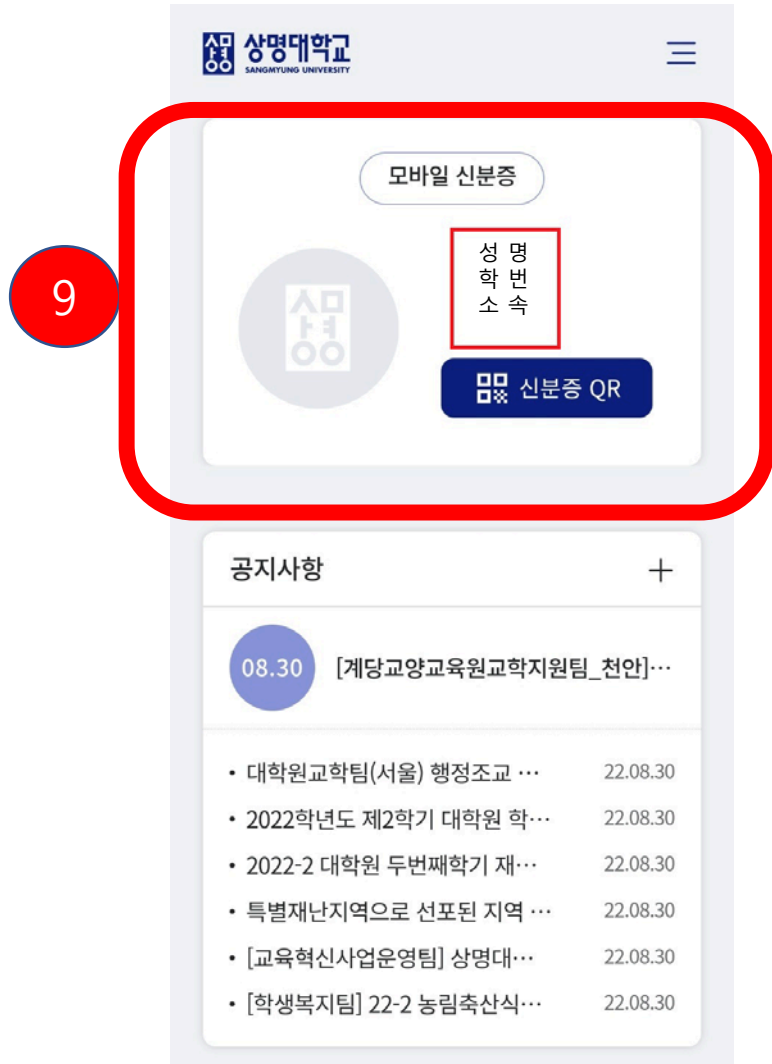 상명 상명대학교
SANGMYUNG UNIVERSITY
모바일 신분증
9
성 명
학 번
소 속
상명
신분증 QR
공지사항
08.30 [계당교양교육원교학지원팀_천안]…
• 대학원교학팀(서울) 행정조교 … 22.08.30
• 2022학년도 제2학기 대학원 학… 22.08.30
• 2022-2 대학원 두번째학기 재… 22.08.30
• 특별재난지역으로 선포된 지역 … 22.08.30
• [교육혁신사업운영팀] 상명대… 22.08.30
• [학생복지팀] 22-2 농림축산식… 22.08.30